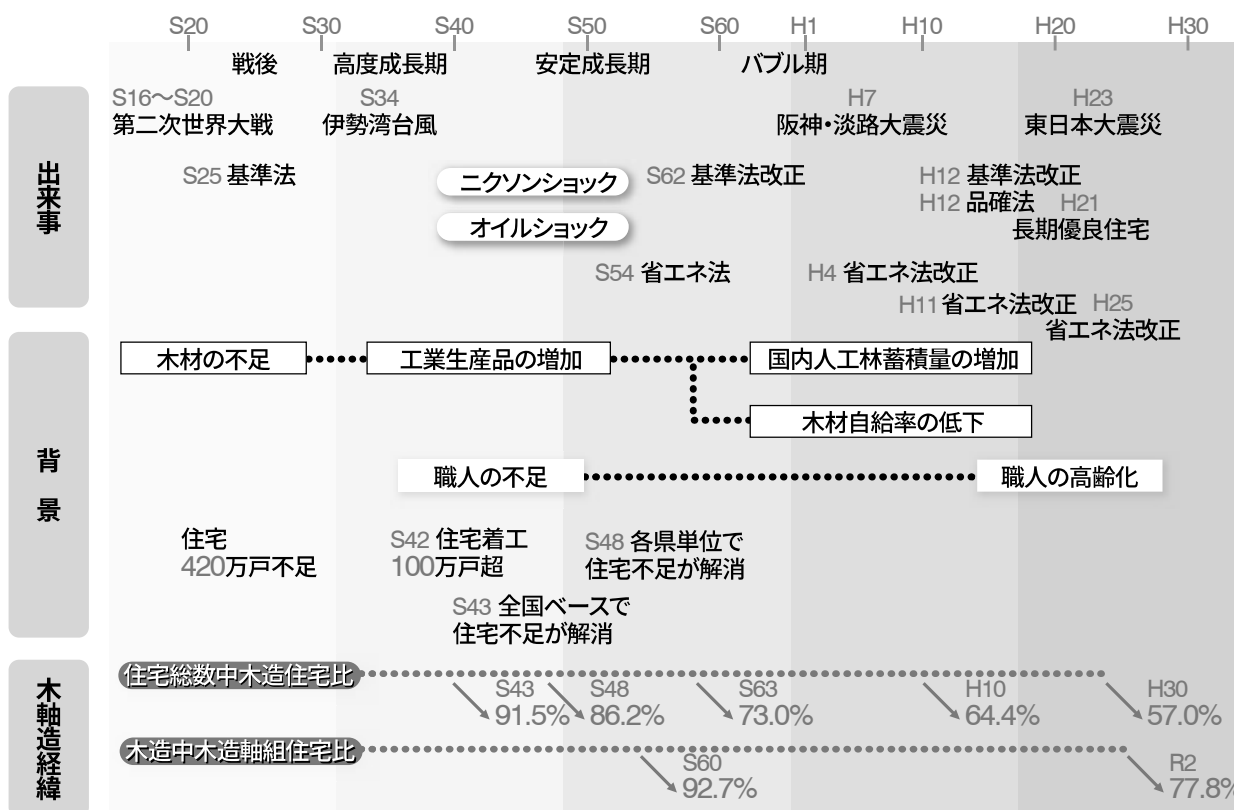 S20 S30 S40 S50 S60 H1 H10 H20 H30
戦後 高度成長期 安定成長期 バブル期
出来事
S16〜S20 S34 H7 H23
第二次世界大戦 伊勢湾台風 阪神・淡路大震災 東日本大震災
S25 基準法 ニクソンショック S62 基準法改正 H12 基準法改正
H12 品確法 H21
オイルショック 長期優良住宅
S54 省エネ法 H4 省エネ法改正
H11 省エネ法改正 H25
省エネ法改正
背景
木材の不足 工業生産品の増加 国内人工林蓄積量の増加
木材自給率の低下
職人の不足 職人の高齢化
住宅 S42 住宅着工 S48 各県単位で
420万戸不足 100万戸超 住宅不足が解消
S43 全国ベースで
住宅不足が解消
木軸造経緯
住宅総数中木造住宅比
S43 S48 S63 H10 H30
91.5% 86.2% 73.0% 64.4% 57.0%
木造中木造軸組住宅比
S60 R2
92.7% 77.8%